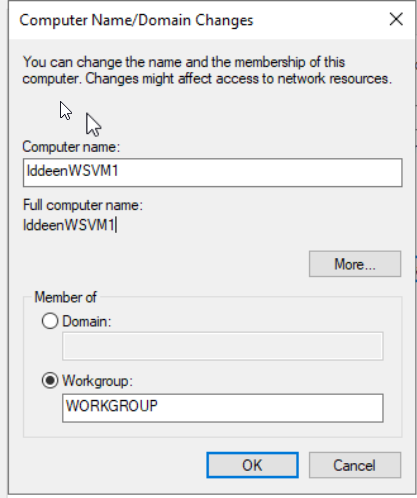 Computer Name/Domain Changes
You can change the name and the membership of this
computer. Changes might affect access to network resources.
Computer name:
IddeenWSVM1
Full computer name:
IddeenWSVM1
More...
Member of
Domain:
Workgroup:
WORKGROUP
OK Cancel